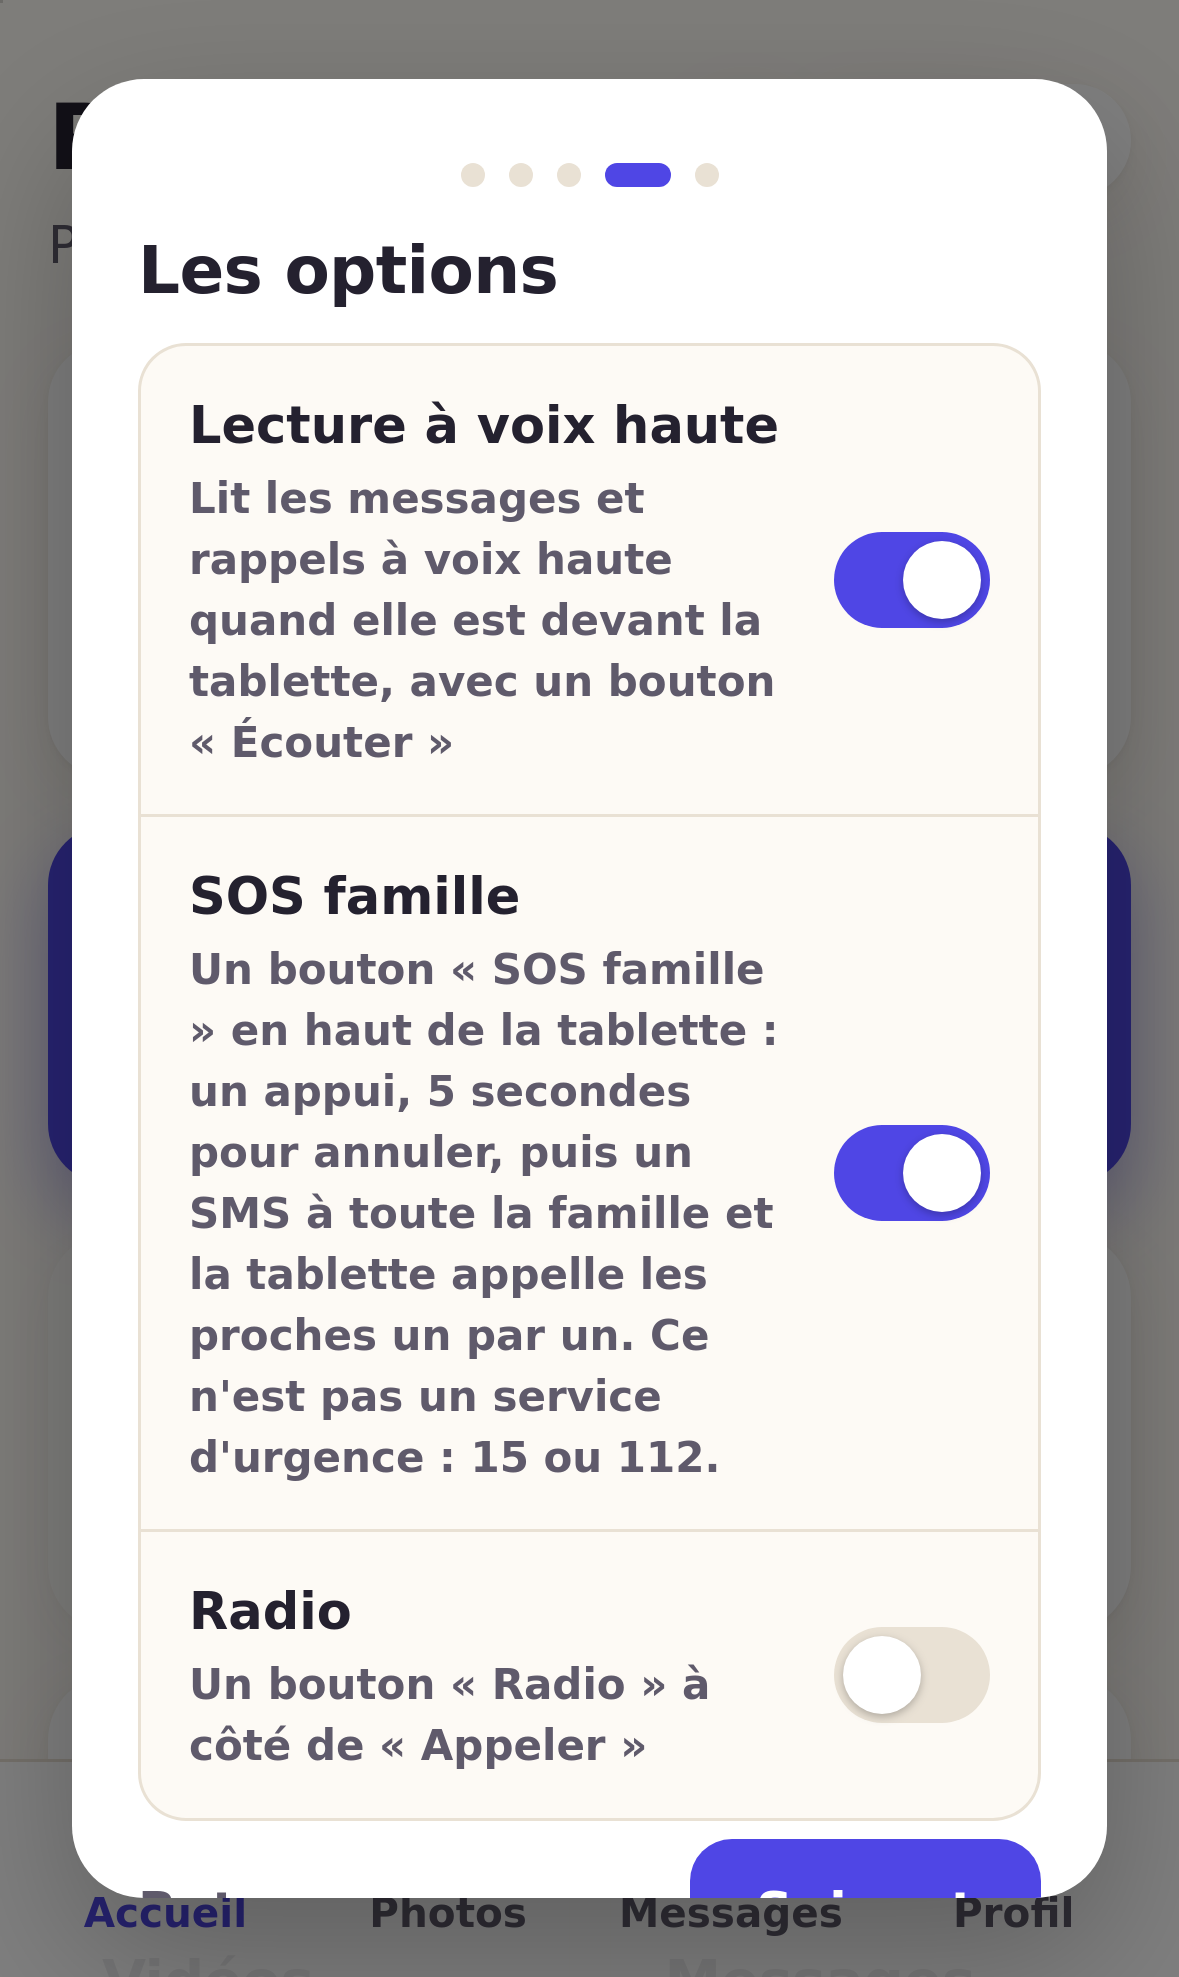 Les options
Lecture à voix haute
Lit les messages et
rappels à voix haute
quand elle est devant la
tablette, avec un bouton
« Écouter »
SOS famille
Un bouton « SOS famille
» en haut de la tablette :
un appui, 5 secondes
pour annuler, puis un
SMS à toute la famille et
la tablette appelle les
proches un par un. Ce
n'est pas un service
d'urgence : 15 ou 112.
Radio
Un bouton « Radio » à
côté de « Appeler »
Accueil Photos Messages Profil
Vidéos Messages